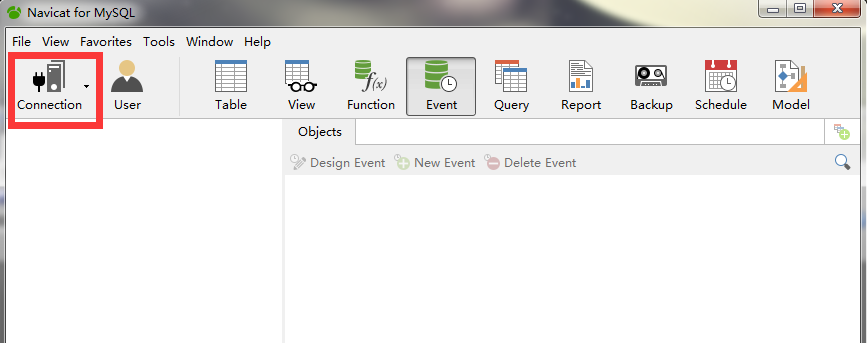 Navicat for MySQL
File View Favorites Tools Window Help
Connection User Table View Function Event Query Report Backup Schedule Model
Objects
Design Event New Event Delete Event